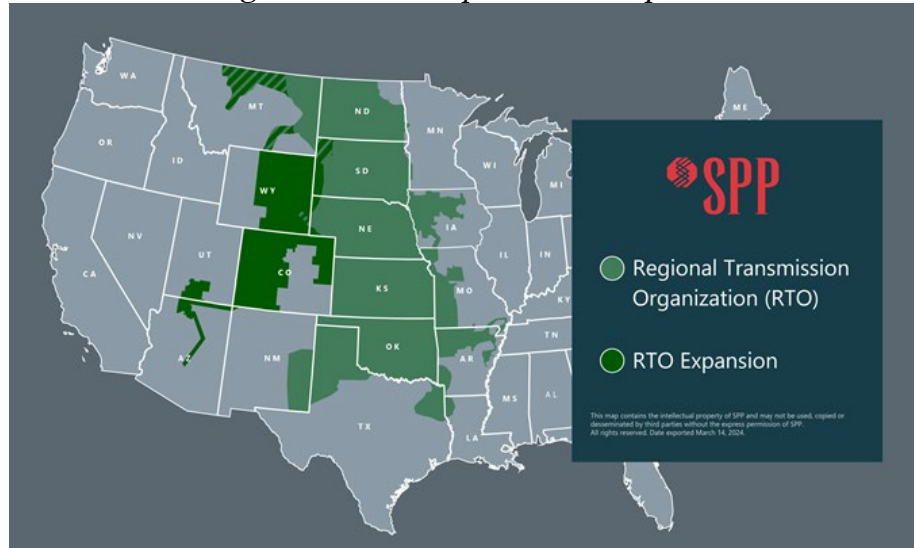 WA
MT
ND
MN
ME
OR
ID
SD
WI
MI
WY
SPP
NV
UT
NE
IA
IL
IN
CA
CO
KS
MO
KY
Regional Transmission
Organization (RTO)
AZ
NM
OK
AR
TN
RTO Expansion
TX
LA
MS
AL
This map contains the intellectual property of SPP and may not be used, copied or
desseminated by third parties without the express permission of SPP.
All rights reserved. Date exported March 14, 2024.